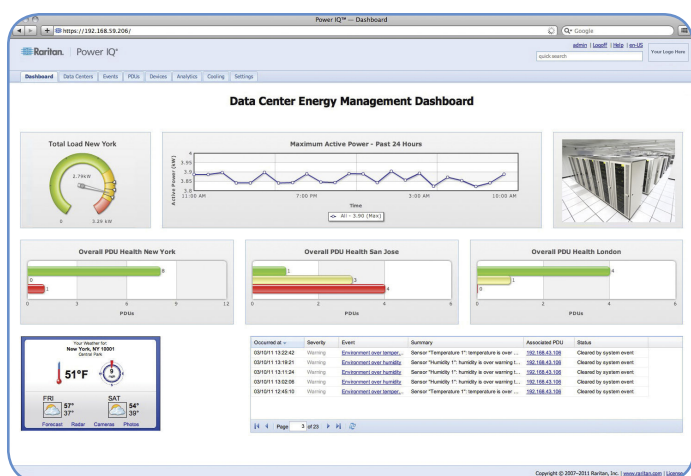 Power IQ™ — Dashboard
https://192.168.59.206/
Google
admin | Logoff | Help | en-US
Raritan. Power IQ®
quick search
Your Logo Here
Dashboard Data Centers Events PDUs Devices Analytics Cooling Settings
Data Center Energy Management Dashboard
Total Load New York
2.79kW
0 3.29 kW
Maximum Active Power - Past 24 Hours
Active Power (kW)
4
3.95
3.9
3.85
3.8
11:00 AM 7:00 PM 3:00 AM 10:00 AM
Time
All - 3.90 (Max)
Overall PDU Health New York
6
0
1
0 3 6 9 12
PDUs
Overall PDU Health San Jose
1
3
4
0 2 4 6
PDUs
Overall PDU Health London
4
1
0
0 2 4 6
PDUs
Your Weather for:
New York, NY 10001
Central Park
51°F
9
mph
FRI
57°
37°
SAT
54°
39°
Forecast Radar Cameras Photos
Occurred at Severity Event Summary Associated PDU Status
03/10/11 13:22:42 Warning Environment over temper... Sensor "Temperature 1": temperature is over ... 192.168.43.106 Cleared by system event
03/10/11 13:19:21 Warning Environment over humidity Sensor "Humidity 1": humidity is over warning t... 192.168.43.106 Cleared by system event
03/10/11 13:11:24 Warning Environment over humidity Sensor "Humidity 1": humidity is over warning t... 192.168.43.106 Cleared by system event
03/10/11 13:02:06 Warning Environment over humidity Sensor "Humidity 1": humidity is over warning t... 192.168.43.106 Cleared by system event
03/10/11 12:45:10 Warning Environment over temper... Sensor "Temperature 1": temperature is over ... 192.168.43.106 Cleared by system event
Page 3 of 23
Copyright © 2007-2011 Raritan, Inc. | www.raritan.com | License